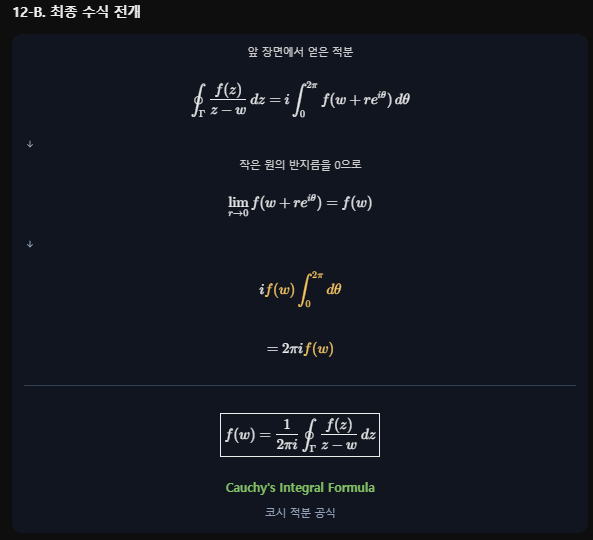 12-B. 최종 수식 전개
앞 장면에서 얻은 적분
∮_Γ f(z)/(z − w) dz = i ∫_0^{2π} f(w + re^{iθ}) dθ
↓
작은 원의 반지름을 0으로
lim_{r→0} f(w + re^{iθ}) = f(w)
↓
i f(w) ∫_0^{2π} dθ
= 2πi f(w)
f(w) = 1/(2πi) ∮_Γ f(z)/(z − w) dz
Cauchy's Integral Formula
코시 적분 공식